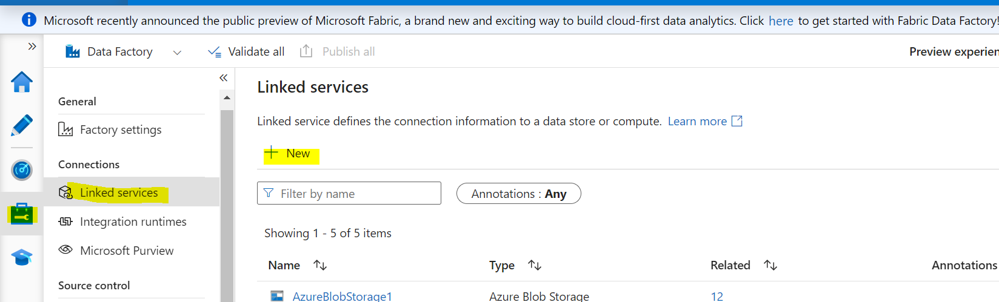 Microsoft recently announced the public preview of Microsoft Fabric, a brand new and exciting way to build cloud-first data analytics. Click here to get started with Fabric Data Factory!
Data Factory
Validate all
Publish all
Preview experien
General
Factory settings
Connections
Linked services
Integration runtimes
Microsoft Purview
Source control
Linked services
Linked service defines the connection information to a data store or compute. Learn more
New
Filter by name
Annotations : Any
Showing 1 - 5 of 5 items
Name Type Related Annotations
AzureBlobStorage1 Azure Blob Storage 12